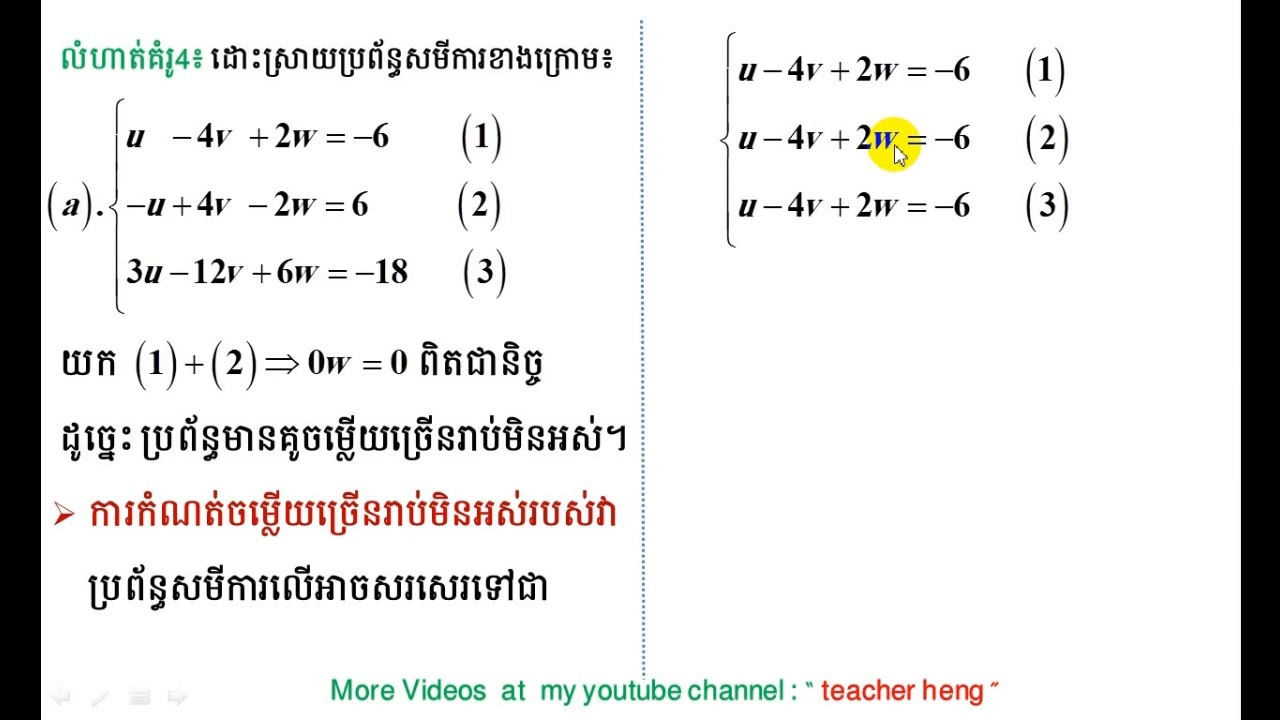 លំហាត់គំរូ4៖ ដោះស្រាយប្រព័ន្ធសមីការខាងក្រោម៖
(a). u - 4v + 2w = -6 (1)
-u + 4v - 2w = 6 (2)
3u - 12v + 6w = -18 (3)
យក (1) + (2) ⇒ 0w = 0 ពិតជានិច្ច
ដូច្នេះ ប្រព័ន្ធមានគូចម្លើយច្រើនរាប់មិនអស់។
➢ ការកំណត់ចម្លើយច្រើនរាប់មិនអស់របស់វា
ប្រព័ន្ធសមីការលើអាចសរសេរទៅជា
u - 4v + 2w = -6 (1)
u - 4v + 2w = -6 (2)
u - 4v + 2w = -6 (3)
More Videos at my youtube channel : “ teacher heng ”